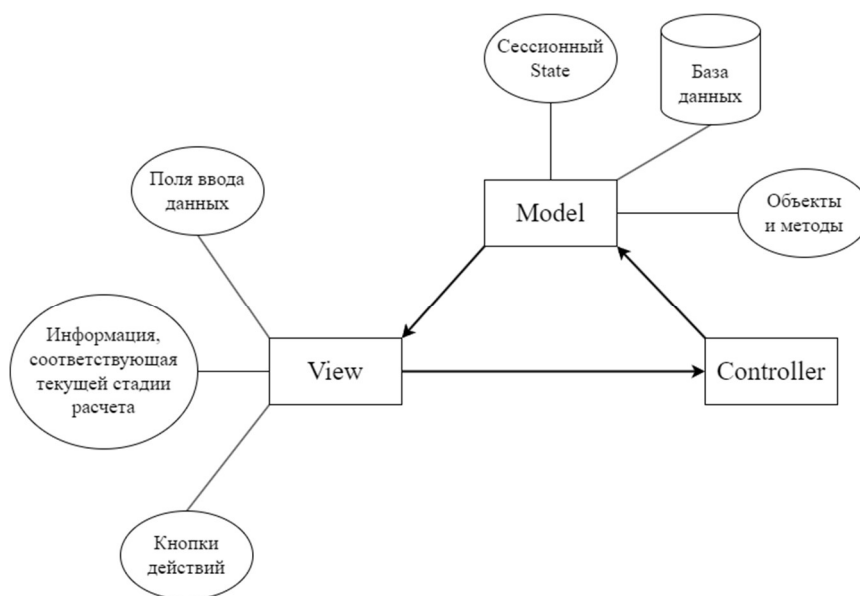 Сессионный
State
База
данных
Поля ввода
данных
Model
Объекты
и методы
Информация,
соответствующая
текущей стадии
расчета
View
Controller
Кнопки
действий